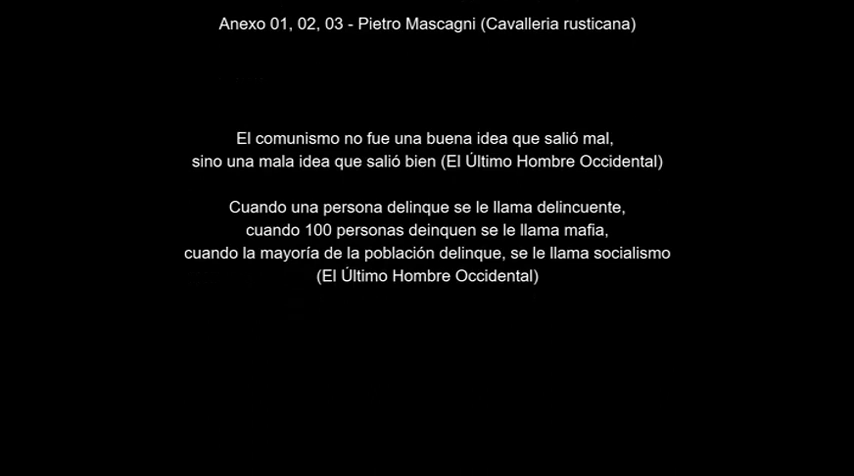 Anexo 01, 02, 03 - Pietro Mascagni (Cavalleria rusticana)
El comunismo no fue una buena idea que salió mal,
sino una mala idea que salió bien (El Último Hombre Occidental)
Cuando una persona delinque se le llama delincuente,
cuando 100 personas deinquen se le llama mafia,
cuando la mayoría de la población delinque, se le llama socialismo
(El Último Hombre Occidental)